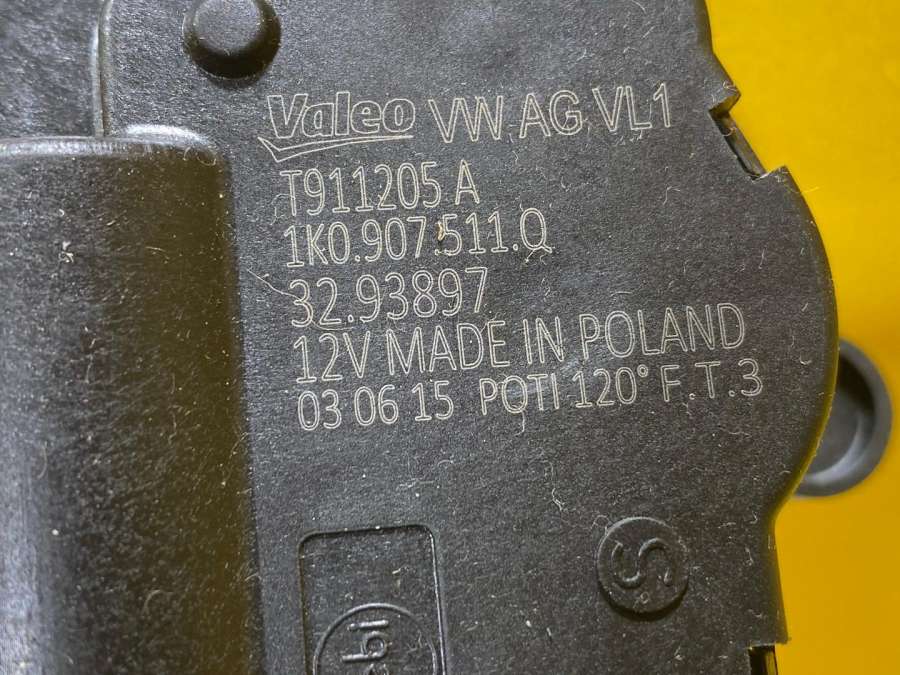 Valeo VW AG VL1
T911205 A
1K0.907.511.Q
32.93897
12V MADE IN POLAND
03 06 15 POTI 120° F.T.3
S